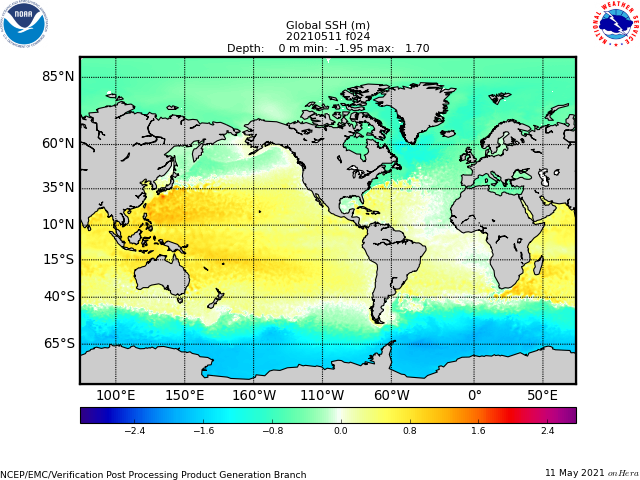 Global SSH (m)
20210511 f024
Depth: 0 m min: -1.95 max: 1.70
NOAA
NATIONAL WEATHER SERVICE
85°N
60°N
35°N
10°N
15°S
40°S
65°S
100°E 150°E 160°W 110°W 60°W 0° 50°E
−2.4 −1.6 −0.8 0.0 0.8 1.6 2.4
NCEP/EMC/Verification Post Processing Product Generation Branch
11 May 2021 onHera